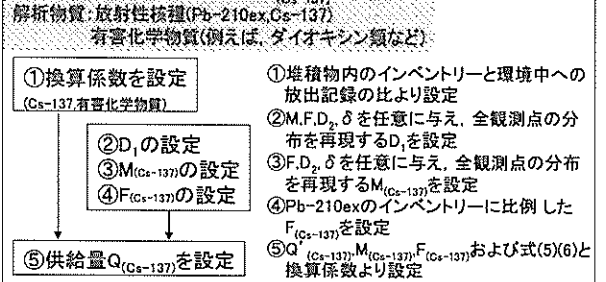 解析物質:放射性核種(Pb-210ex,Cs-137)
有害化学物質(例えば,ダイオキシン類など)
①換算係数を設定
(Cs-137,有害化学物質)
②D₁の設定
③M(Cs-137)の設定
④F(Cs-137)の設定
⑤供給量Q(Cs-137)を設定
①堆積物内のインベントリーと環境中への
放出記録の比より設定
②M,F,D₂,δを任意に与え,全観測点の分
布を再現するD₁を設定
③F,D₂,δを任意に与え,全観測点の分布
を再現するM(Cs-137)を設定
④Pb-210exのインベントリーに比例した
F(Cs-137)を設定
⑤Q'(Cs-137),M(Cs-137),F(Cs-137)および式(5)(6)と
換算係数より設定